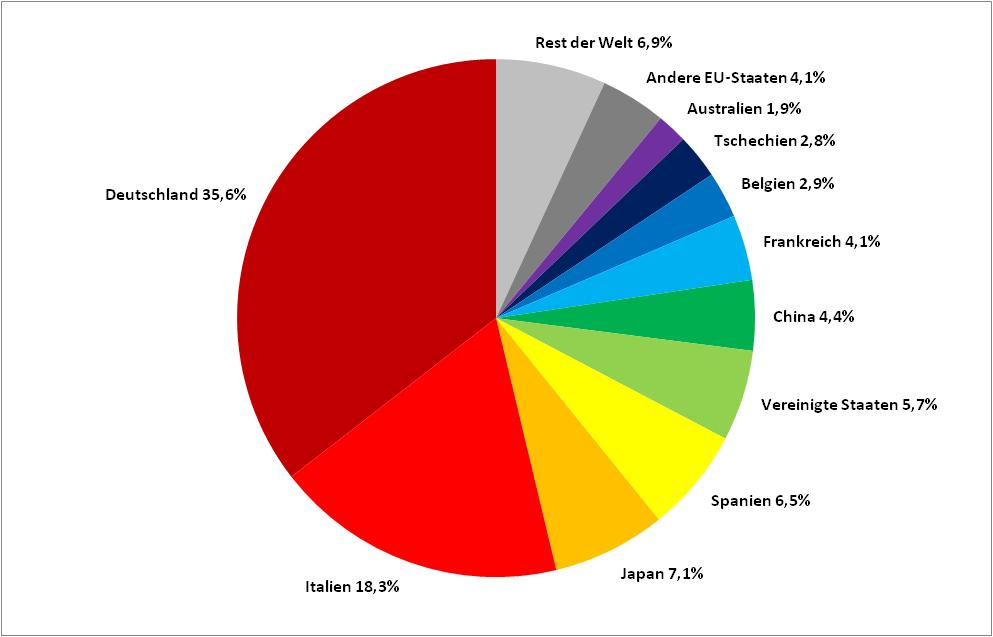 Rest der Welt 6,9%
Andere EU-Staaten 4,1%
Australien 1,9%
Tschechien 2,8%
Belgien 2,9%
Frankreich 4,1%
China 4,4%
Vereinigte Staaten 5,7%
Spanien 6,5%
Japan 7,1%
Italien 18,3%
Deutschland 35,6%